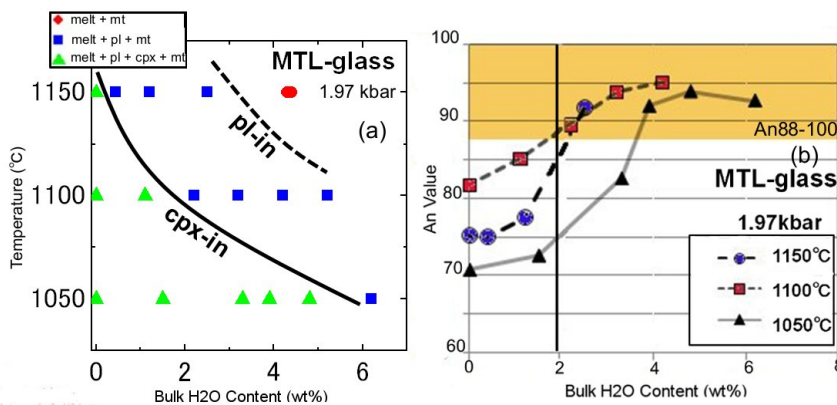 melt + mt
melt + pl + mt
melt + pl + cpx + mt
MTL-glass
1.97 kbar
(a)
pl-in
cpx-in
Temperature (°C)
1150
1100
1050
0
2
4
6
Bulk H2O Content (wt%)
100
90
80
70
60
An Value
An88-100
(b)
MTL-glass
1.97kbar
1150°C
1100°C
1050°C
0
2
4
6
Bulk H2O Content (wt%)